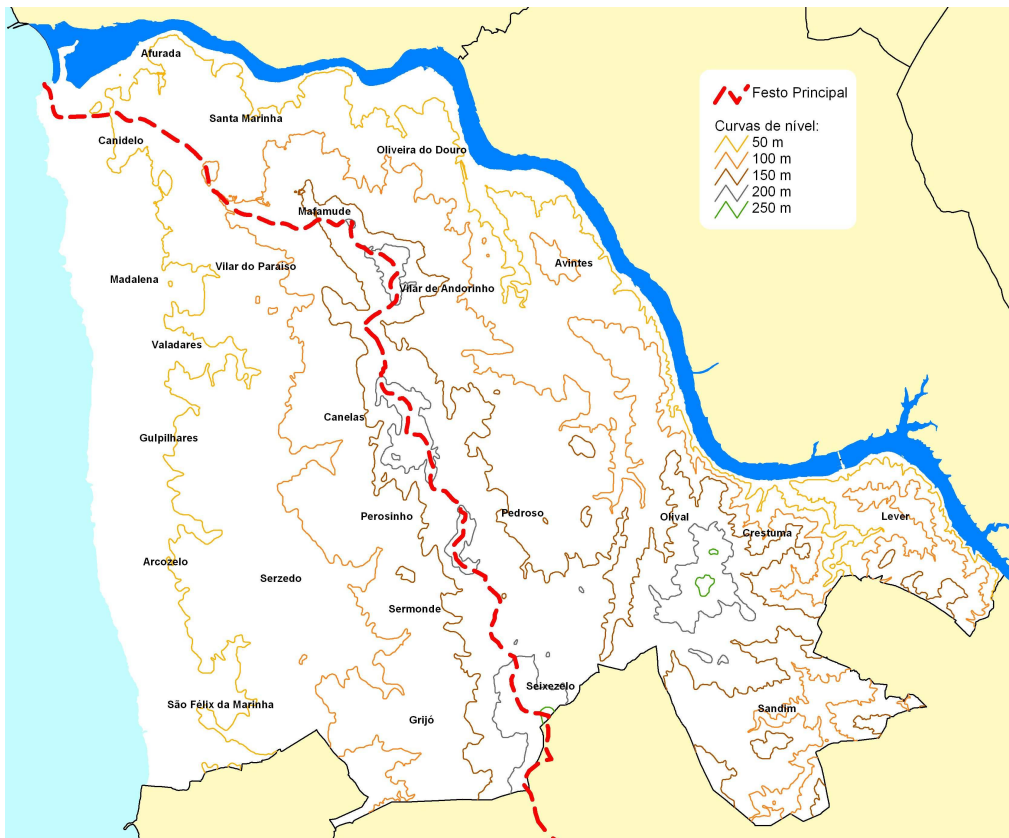 Afurada
Festo Principal
Santa Marinha
Curvas de nível:
Canidelo
50 m
Oliveira do Douro
100 m
150 m
200 m
250 m
Mafamude
Vilar do Paraíso
Avintes
Madalena
Vilar de Andorinho
Valadares
Canelas
Gulpilhares
Perosinho
Pedroso
Olival
Lever
Crestuma
Arcozelo
Serzedo
Sermonde
Seixezelo
São Félix da Marinha
Sandim
Grijó